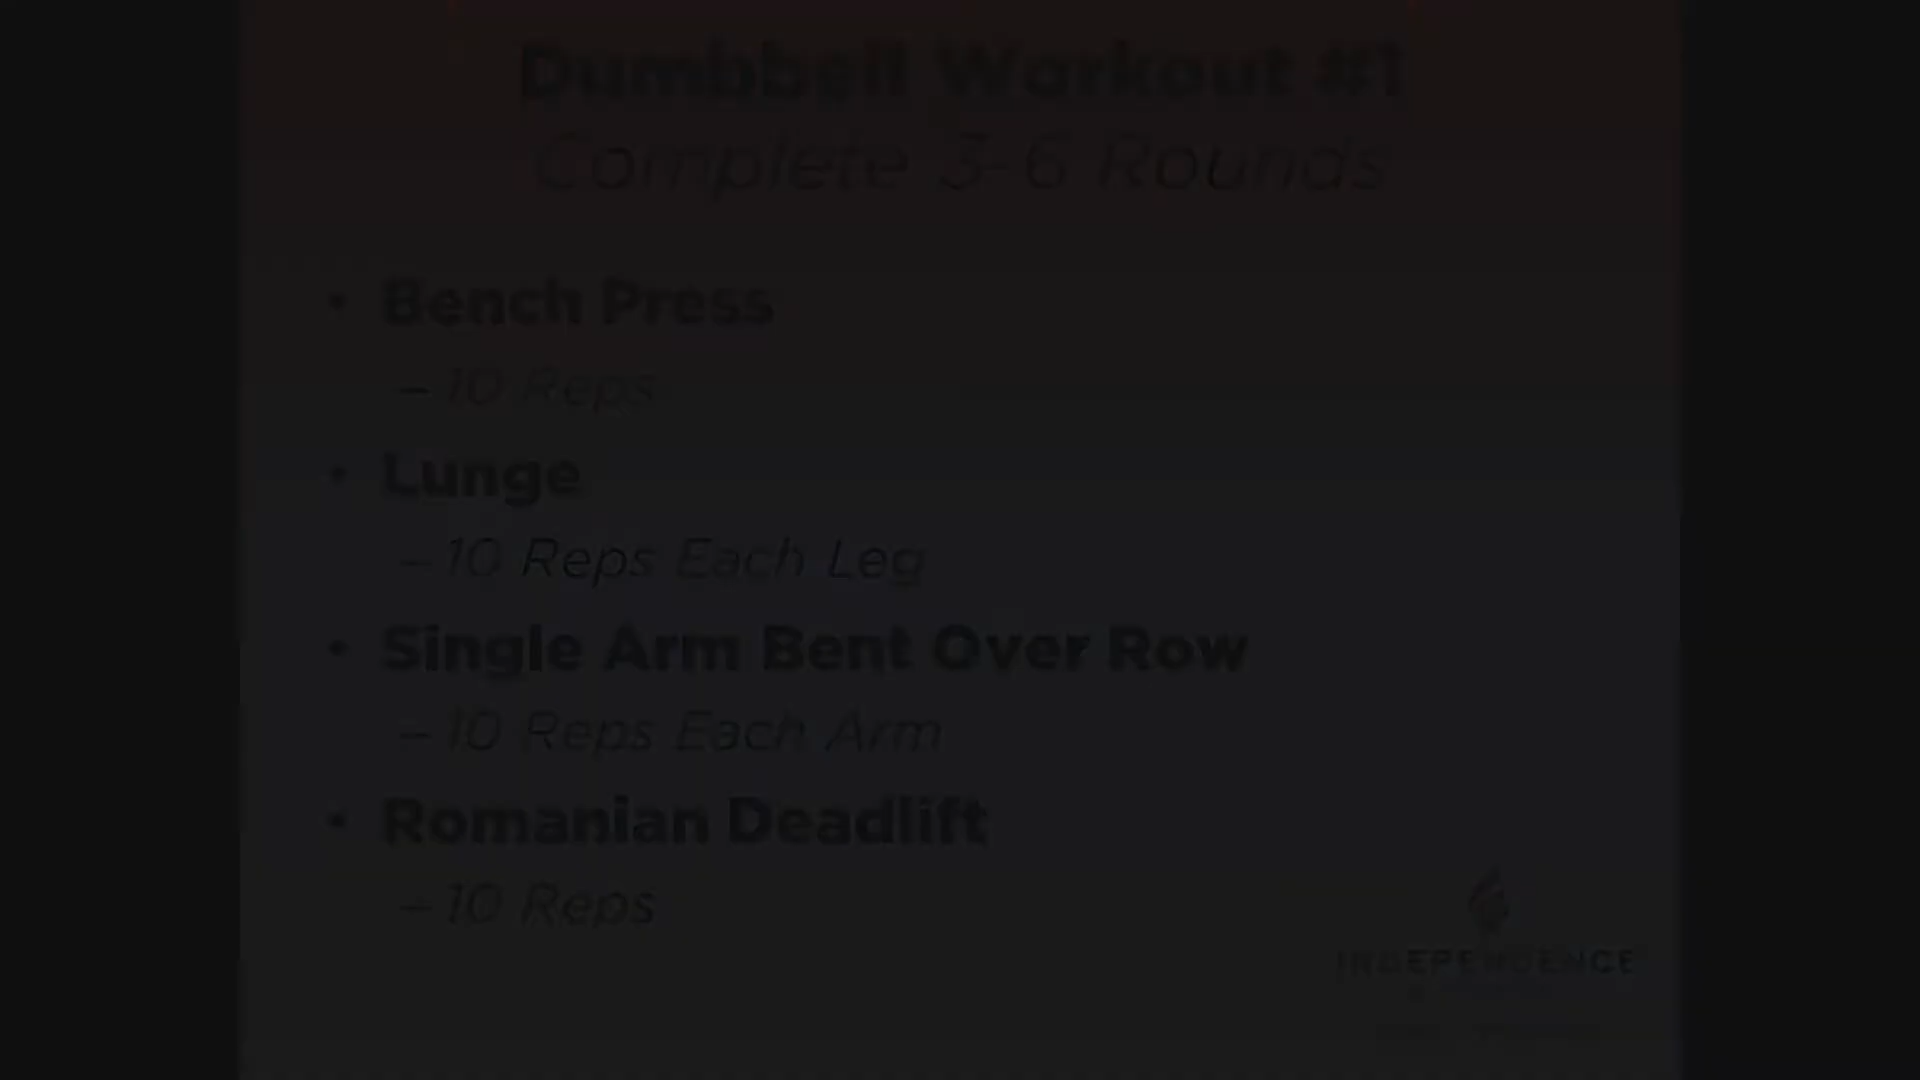 Dumbbell Workout #1
Complete 3-6 Rounds
• Bench Press
– 10 Reps
• Lunge
– 10 Reps Each Leg
• Single Arm Bent Over Row
– 10 Reps Each Arm
• Romanian Deadlift
– 10 Reps
INDEPENDENCE